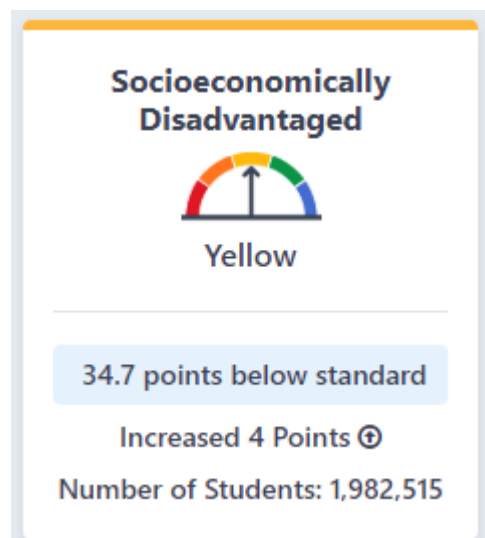 Socioeconomically
Disadvantaged
Yellow
34.7 points below standard
Increased 4 Points
Number of Students: 1,982,515